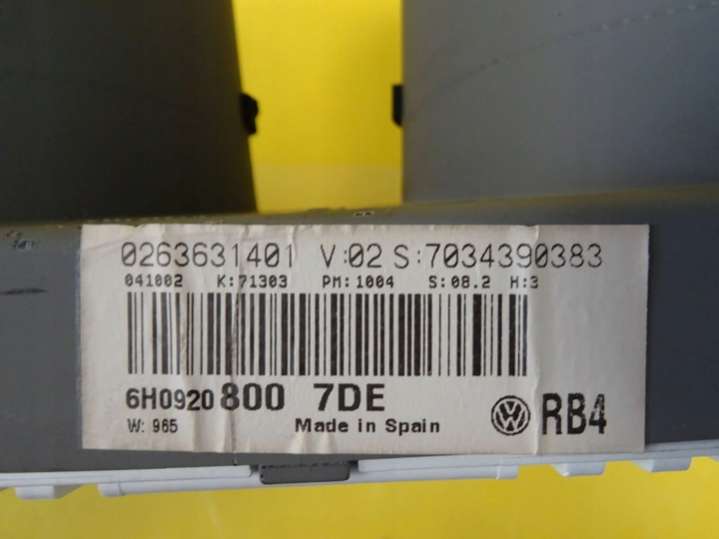 0263631401 V:02 S:7034390383
041002 K:71303 PM:1004 S:08.2 H:3
6H0920 800 7DE RB4
W: 965 Made in Spain